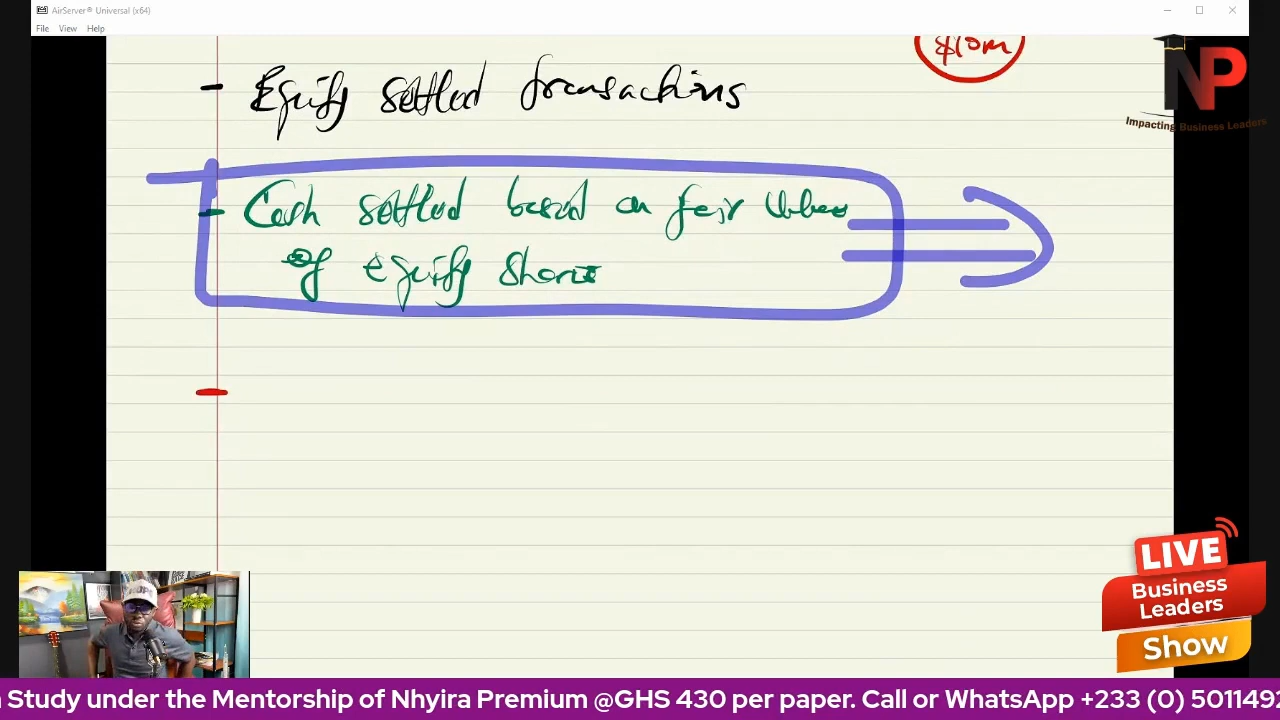 AirServer® Universal (x64)
File View Help
$10m
NP
Impacting Business Leaders
- Equity settled transactions
- Cash settled based on fair values
of equity shares
-
LIVE
Business
Leaders
Show
Study under the Mentorship of Nhyira Premium @GHS 430 per paper. Call or WhatsApp +233 (0) 5011492